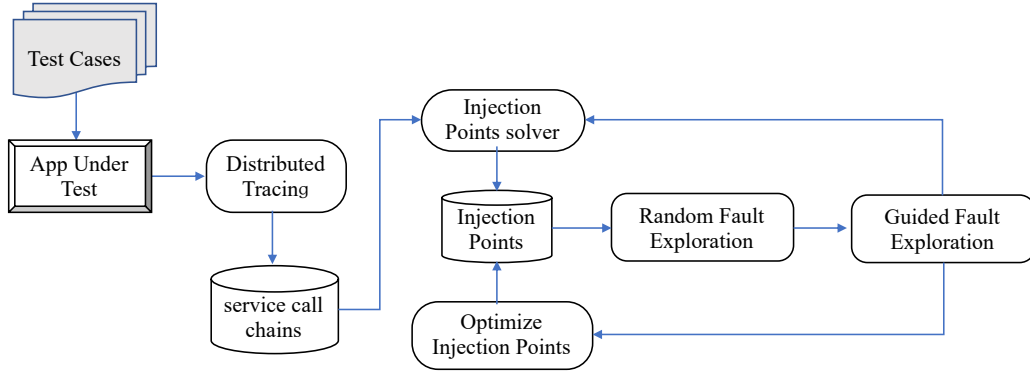 Test Cases
App Under
Test
Distributed
Tracing
service call
chains
Injection
Points solver
Injection
Points
Optimize
Injection Points
Random Fault
Exploration
Guided Fault
Exploration